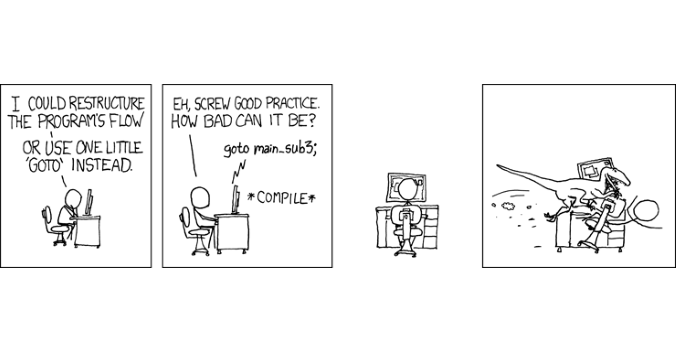 I COULD RESTRUCTURE
THE PROGRAM'S FLOW
OR USE ONE LITTLE
'GOTO' INSTEAD.
EH, SCREW GOOD PRACTICE.
HOW BAD CAN IT BE?
goto main_sub3;
*COMPILE*